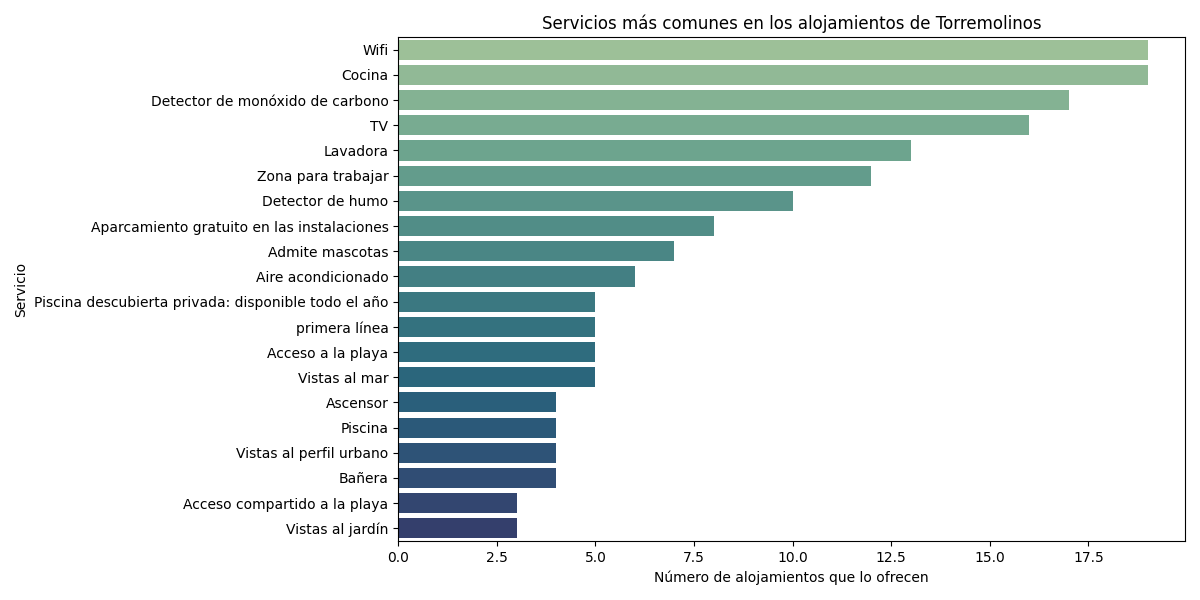 Servicios más comunes en los alojamientos de Torremolinos
Servicio
Wifi
Cocina
Detector de monóxido de carbono
TV
Lavadora
Zona para trabajar
Detector de humo
Aparcamiento gratuito en las instalaciones
Admite mascotas
Aire acondicionado
Piscina descubierta privada: disponible todo el año
primera línea
Acceso a la playa
Vistas al mar
Ascensor
Piscina
Vistas al perfil urbano
Bañera
Acceso compartido a la playa
Vistas al jardín
0.0 2.5 5.0 7.5 10.0 12.5 15.0 17.5
Número de alojamientos que lo ofrecen